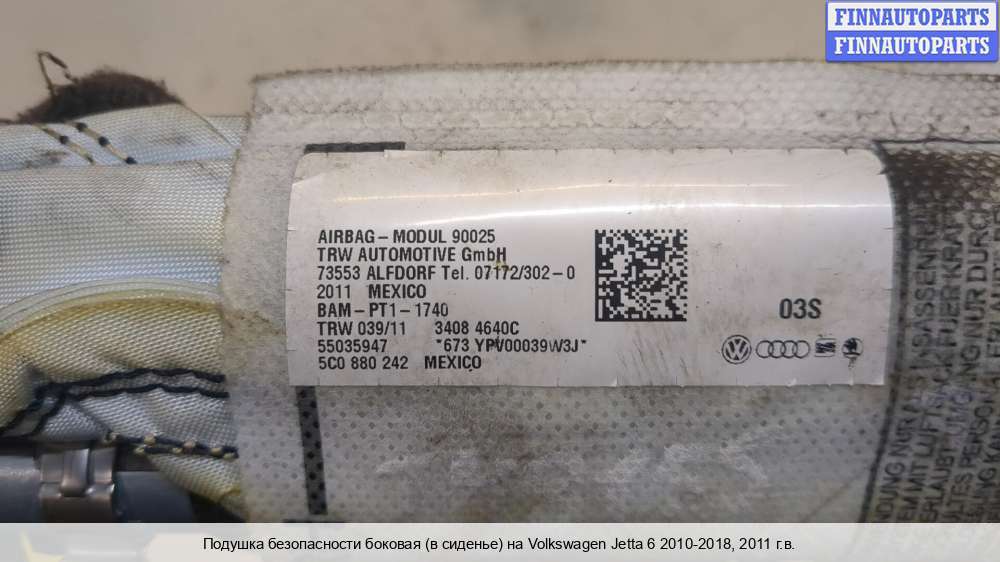 FINNAUTOPARTS
FINNAUTOPARTS
AIRBAG - MODUL 90025
TRW AUTOMOTIVE GmbH
73553 ALFDORF Tel. 07172/302-0
2011 MEXICO
BAM - PT1 - 1740
TRW 039/11 3408 4640C
55035947 *673 YPV00039W3J*
5C0 880 242 MEXICO
03S
NUR DURCH
Подушка безопасности боковая (в сиденье) на Volkswagen Jetta 6 2010-2018, 2011 г.в.